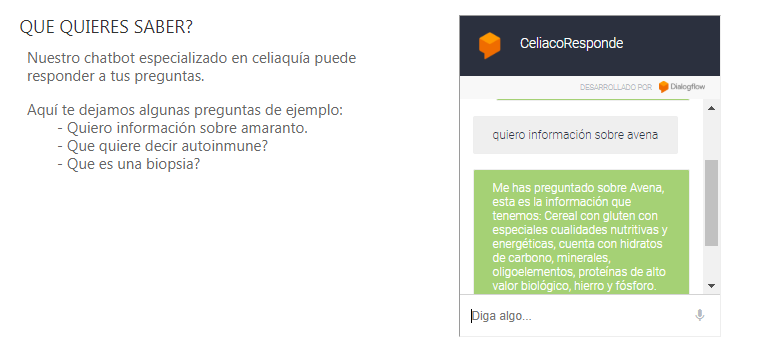 QUE QUIERES SABER?
Nuestro chatbot especializado en celiaquía puede
responder a tus preguntas.
Aquí te dejamos algunas preguntas de ejemplo:
- Quiero información sobre amaranto.
- Que quiere decir autoinmune?
- Que es una biopsia?
CeliacoResponde
DESARROLLADO POR Dialogflow
quiero información sobre avena
Me has preguntado sobre Avena,
esta es la información que
tenemos: Cereal con gluten con
especiales cualidades nutritivas y
energéticas, cuenta con hidratos
de carbono, minerales,
oligoelementos, proteínas de alto
valor biológico, hierro y fósforo.
Diga algo...